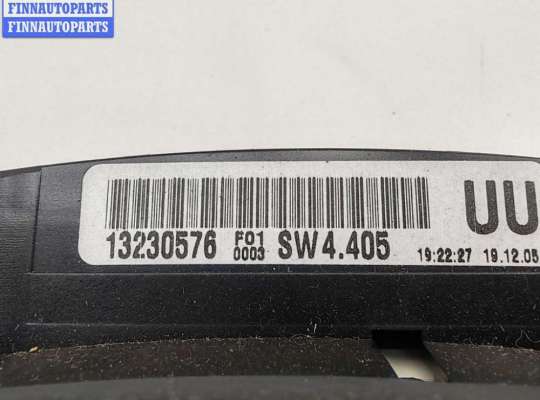 FINNAUTOPARTS
FINNAUTOPARTS
UU
13230576 F01 0003 SW4.405 19:22:27 19.12.05